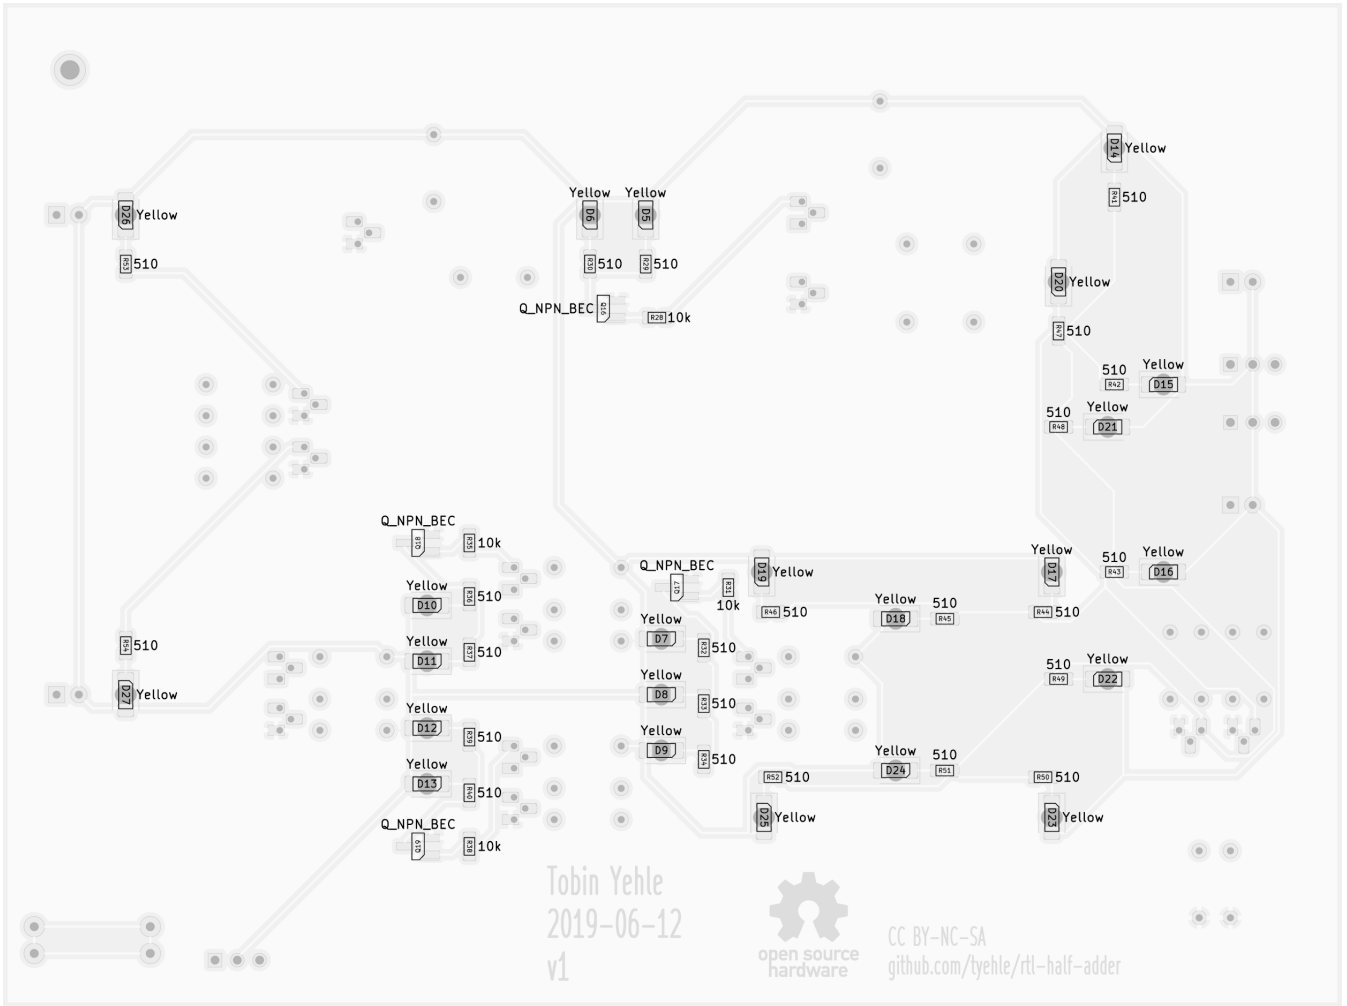 D14 Yellow
R41 510
Yellow Yellow
D26 Yellow
D6 D5
R53 510
R30 510
R29 510
D20 Yellow
Q_NPN_BEC Q16
R28 10k
R47 510
510 Yellow
R42 D15
510 Yellow
R48 D21
Q_NPN_BEC
Q18
R35 10k
Q_NPN_BEC
Q17
R31
10k
D19 Yellow
Yellow
D17
510 Yellow
R43 D16
Yellow
D10
R36 510
R46 510
Yellow
D18
510
R45
R44 510
Yellow
D7
R32 510
R54 510
Yellow
D11
R37 510
510 Yellow
R49 D22
D27 Yellow
Yellow
D8
R33 510
Yellow
D12
R39 510
Yellow
D9
R34 510
Yellow
D13
R40 510
R52 510
Yellow
D24
510
R51
R50 510
D25 Yellow
D23 Yellow
Q_NPN_BEC
Q19
R38 10k
Tobin Yehle
2019-06-12
v1
open source
hardware
CC BY-NC-SA
github.com/tyehle/rtl-half-adder